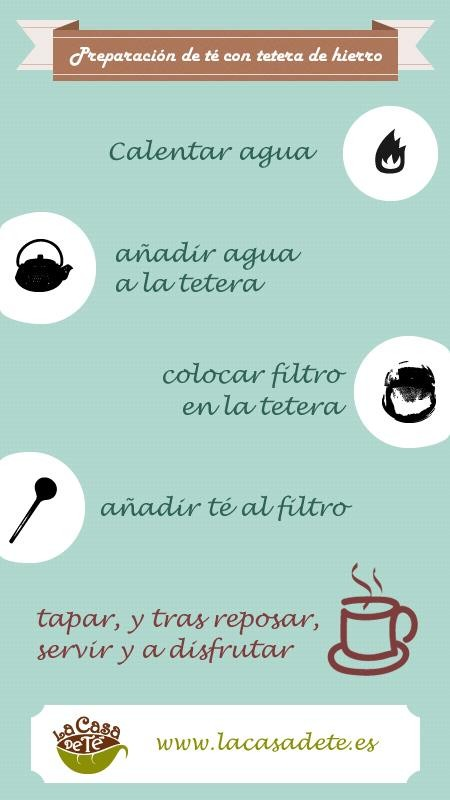 Preparación de té con tetera de hierro
Calentar agua
añadir agua
a la tetera
colocar filtro
en la tetera
añadir té al filtro
tapar, y tras reposar,
servir y a disfrutar
La Casa
de Té
www.lacasadete.es